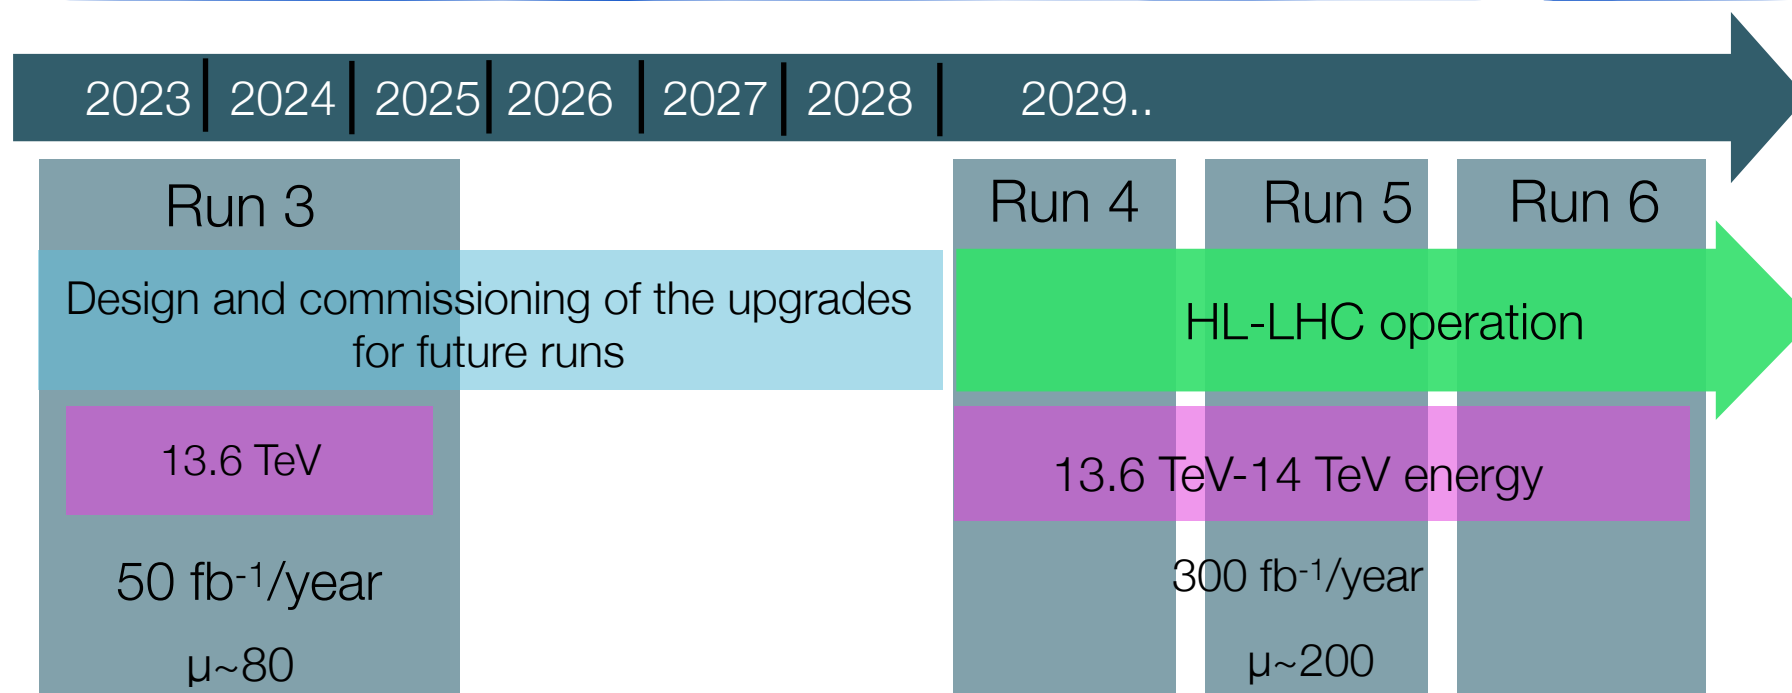 2023 2024 2025 2026 2027 2028 2029..
Run 3 Run 4 Run 5 Run 6
Design and commissioning of the upgrades
for future runs
HL-LHC operation
13.6 TeV
13.6 TeV-14 TeV energy
50 fb⁻¹/year
300 fb⁻¹/year
μ~80
μ~200